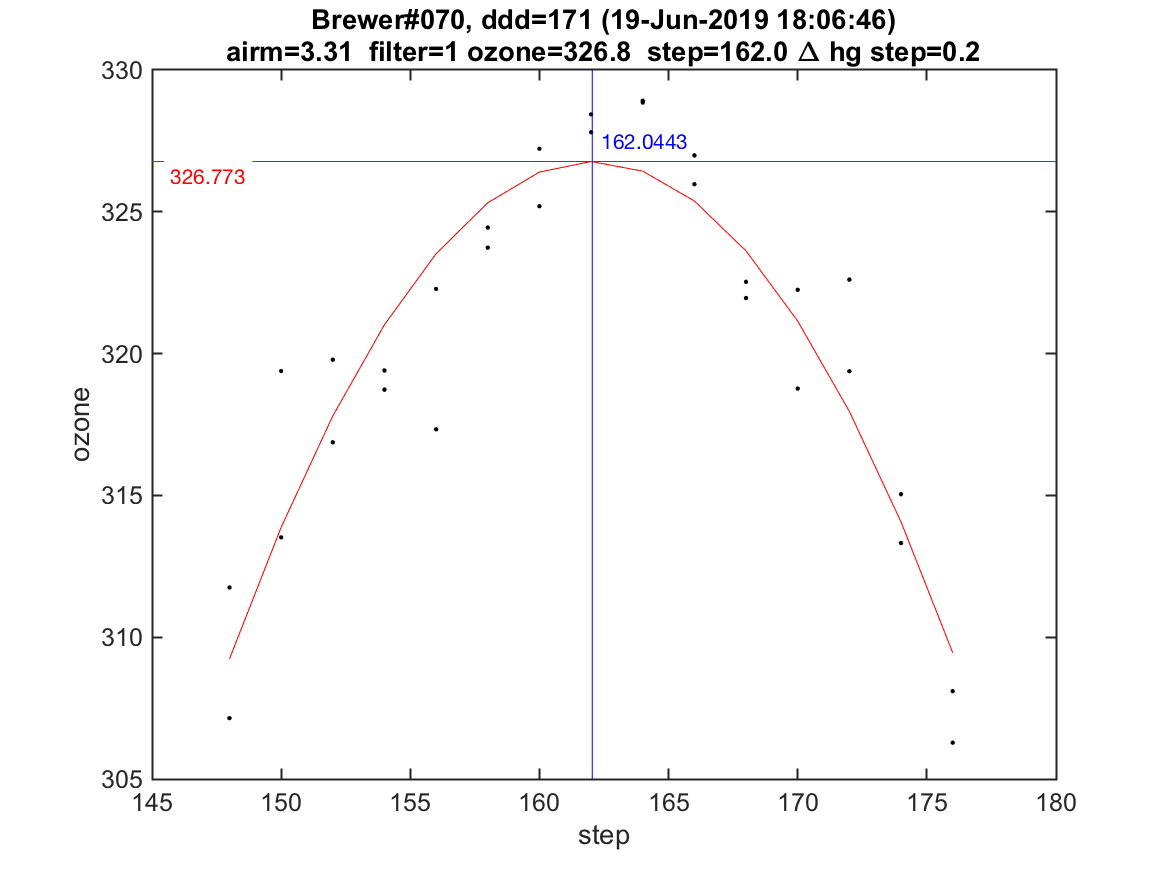 Brewer#070, ddd=171 (19-Jun-2019 18:06:46)
airm=3.31  filter=1 ozone=326.8  step=162.0 Δ hg step=0.2
330
162.0443
326.773
325
320
ozone
315
310
305
145 150 155 160 165 170 175 180
step